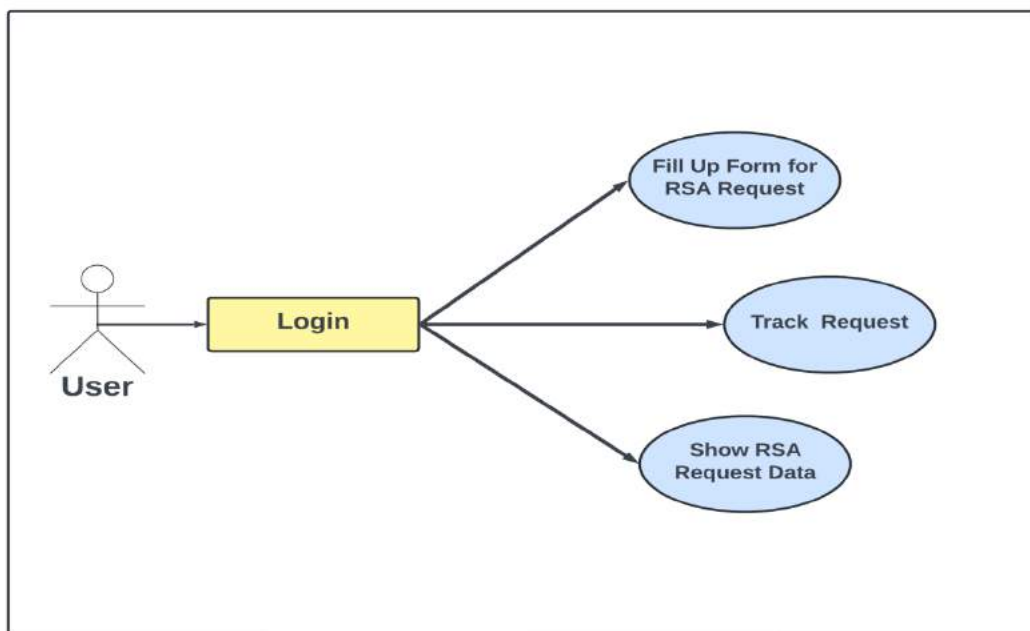 Fill Up Form for
RSA Request
Login
Track Request
User
Show RSA
Request Data